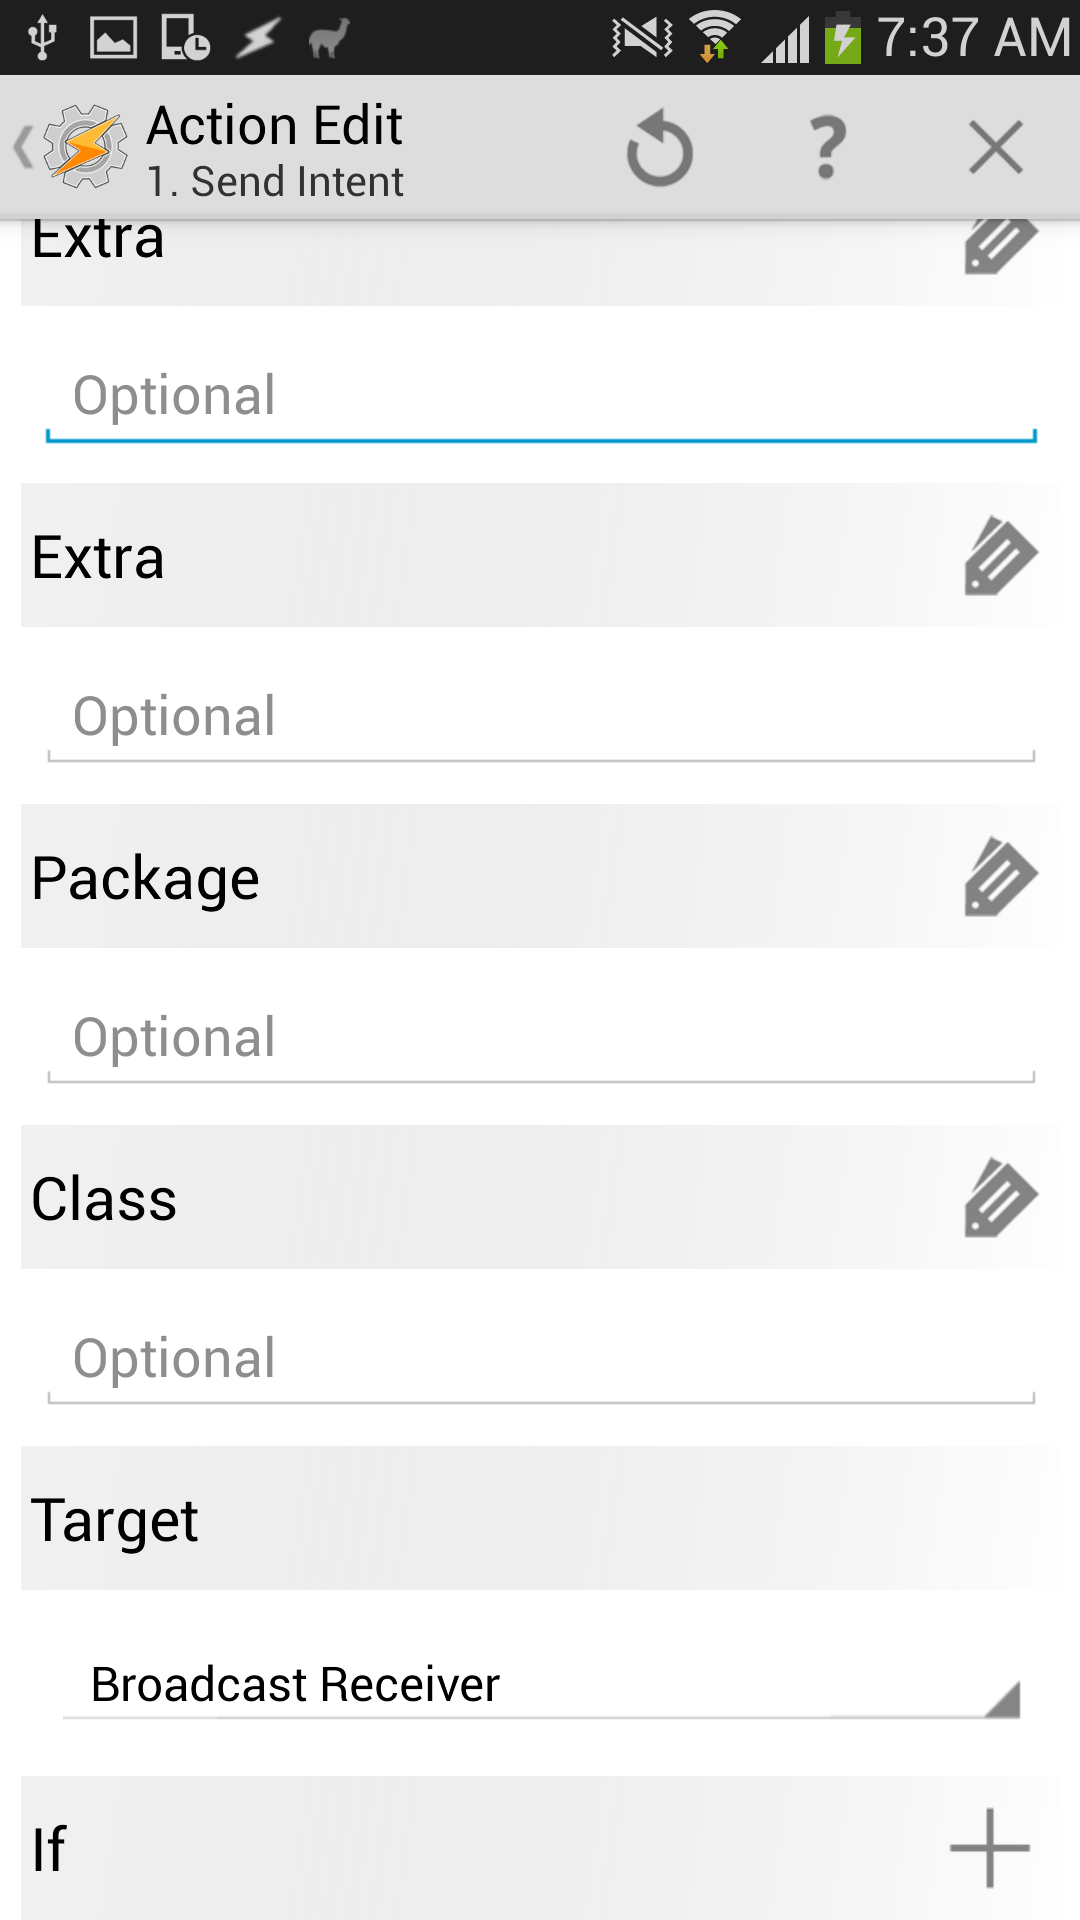 7:37 AM
Action Edit
1. Send Intent
Extra
Optional
Extra
Optional
Package
Optional
Class
Optional
Target
Broadcast Receiver
If